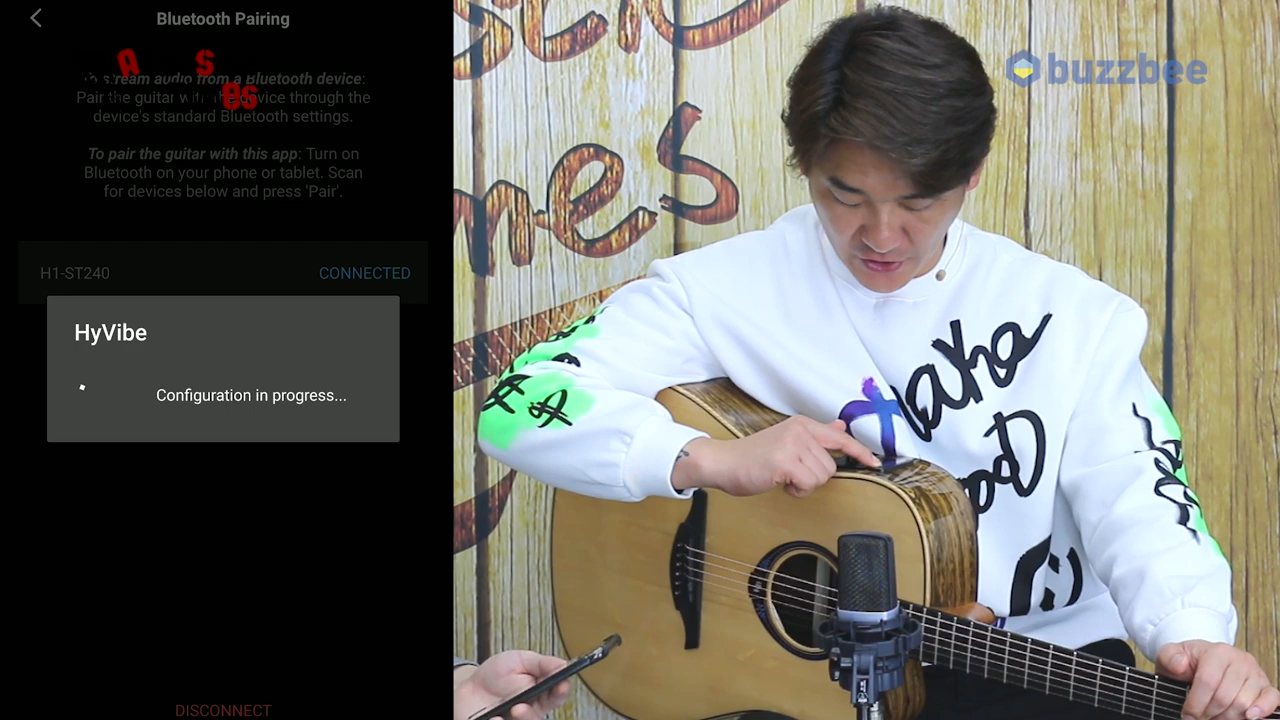 Bluetooth Pairing
A S
To stream audio from a Bluetooth device:
Pair the guitar with the device through the
es
device's standard Bluetooth settings.
To pair the guitar with this app: Turn on
Bluetooth on your phone or tablet. Scan
for devices below and press 'Pair'.
H1-ST240 CONNECTED
HyVibe
Configuration in progress...
DISCONNECT
buzzbee
mes